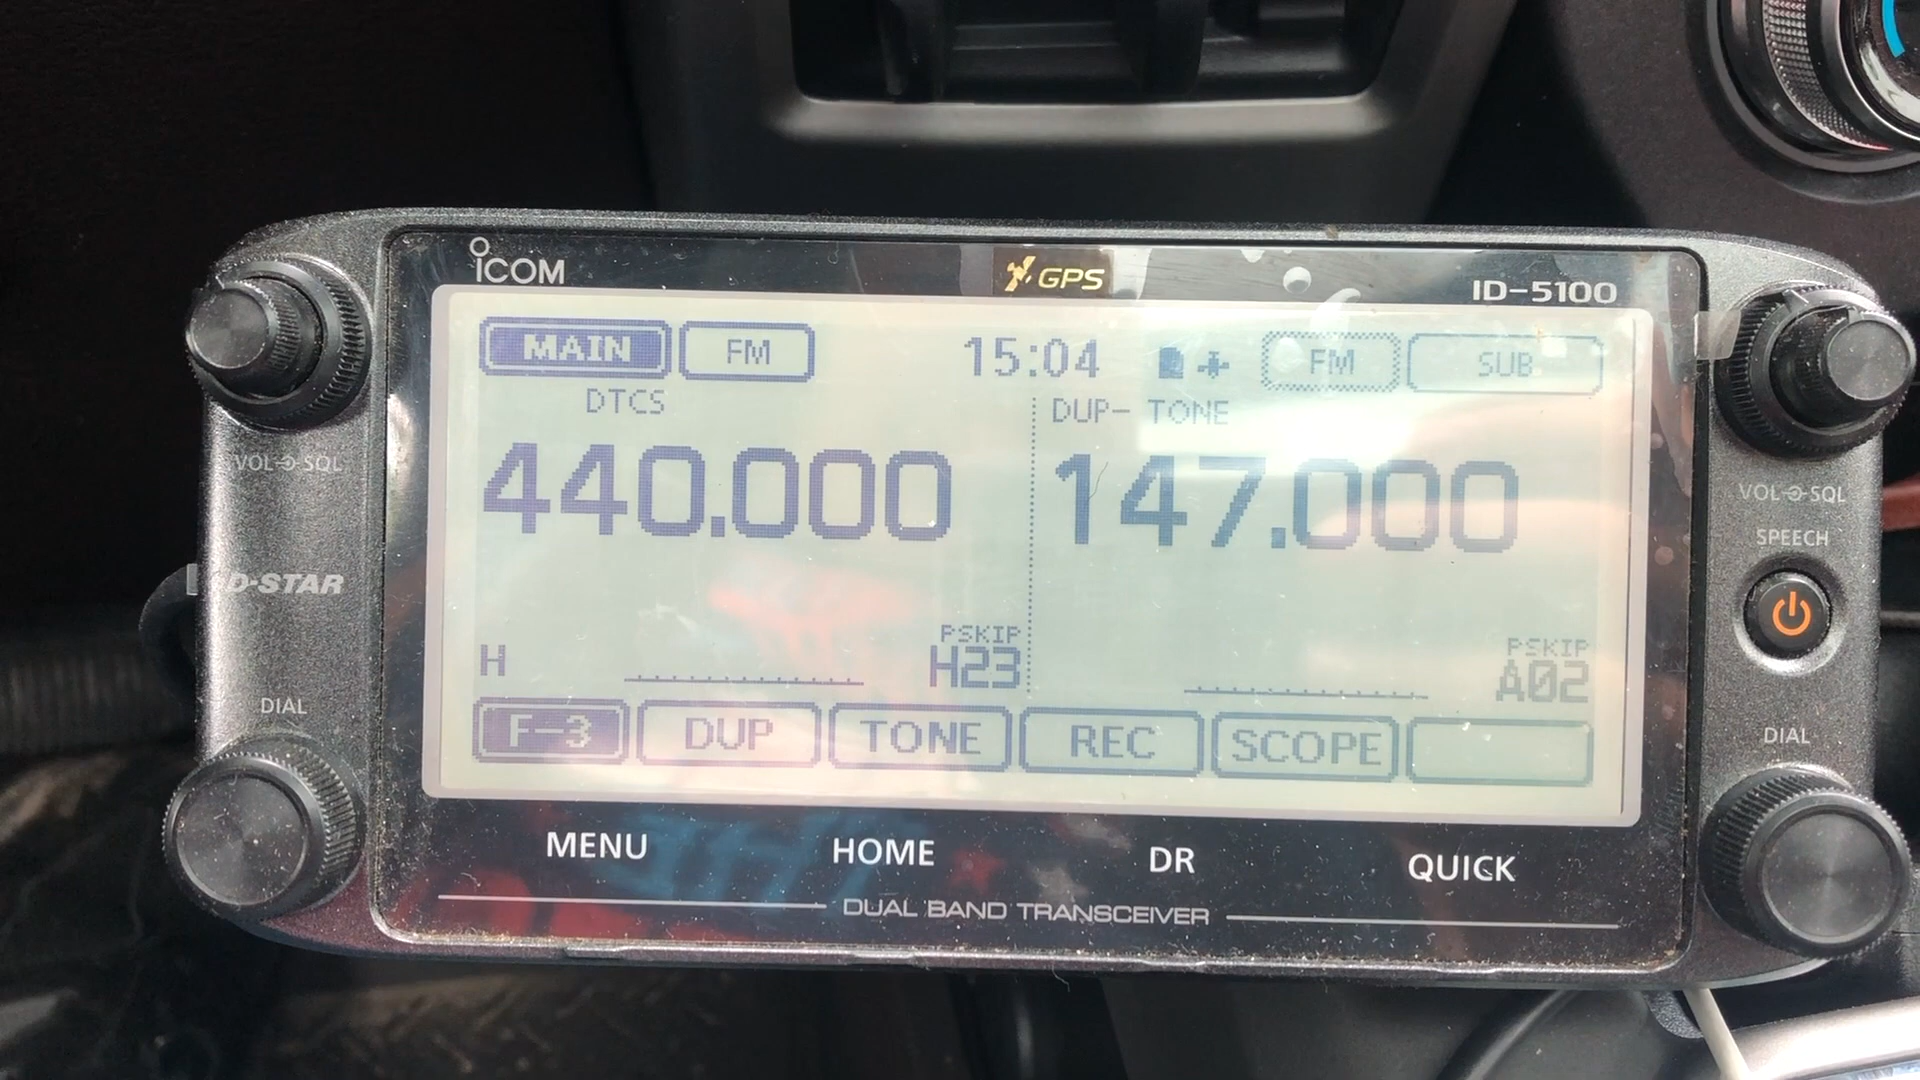 ICOM
GPS
ID-5100
MAIN FM 15:04 FM SUB
DTCS
DUP- TONE
440.000
147.000
VOL SQL
VOL SQL
SPEECH
D-STAR
H
PSKIP
H23
PSKIP
A02
DIAL
DIAL
F-3 DUP TONE REC SCOPE
MENU HOME DR QUICK
DUAL BAND TRANSCEIVER